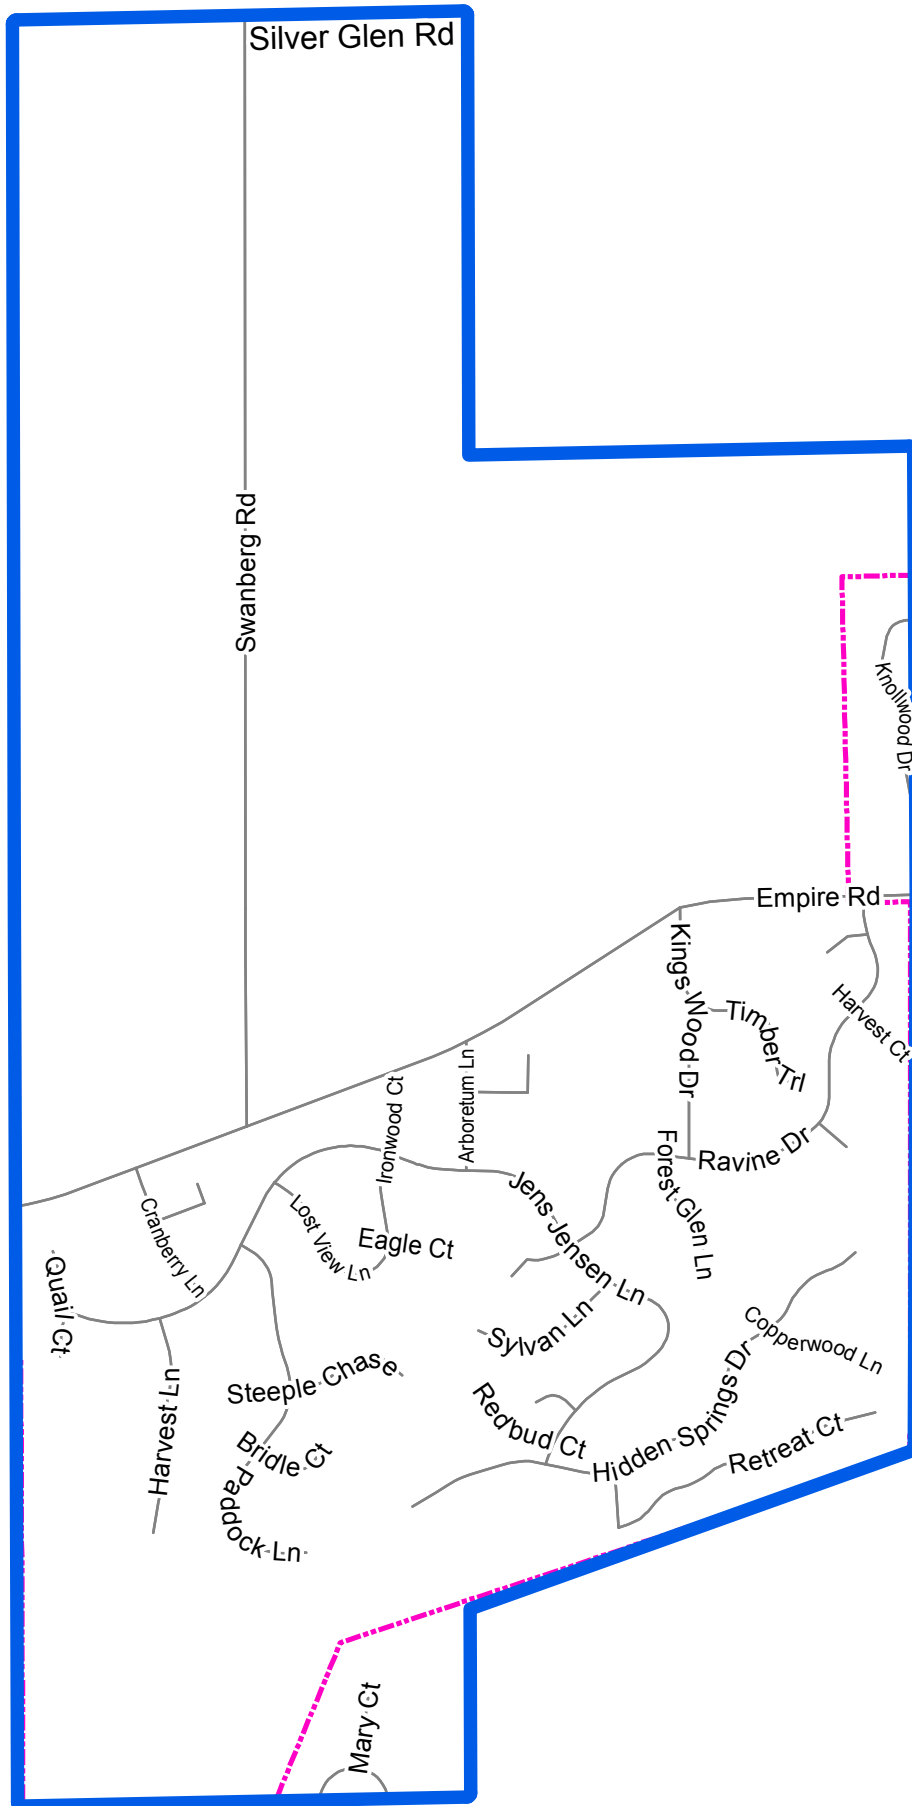 Silver Glen Rd
Swanberg Rd
Knollwood Dr
Empire Rd
Kings Wood Dr
Timber Trl
Harvest Ct
Arboretum Ln
Ironwood Ct
Ravine Dr
Forest Glen Ln
Jens Jensen Ln
Cranberry Ln
Lost View Ln
Eagle Ct
Quail Ct
Sylvan Ln
Copperwood Ln
Steeple Chase
Harvest Ln
Redbud Ct
Hidden Springs Dr
Retreat Ct
Bridle Ct
Paddock Ln
Mary Ct